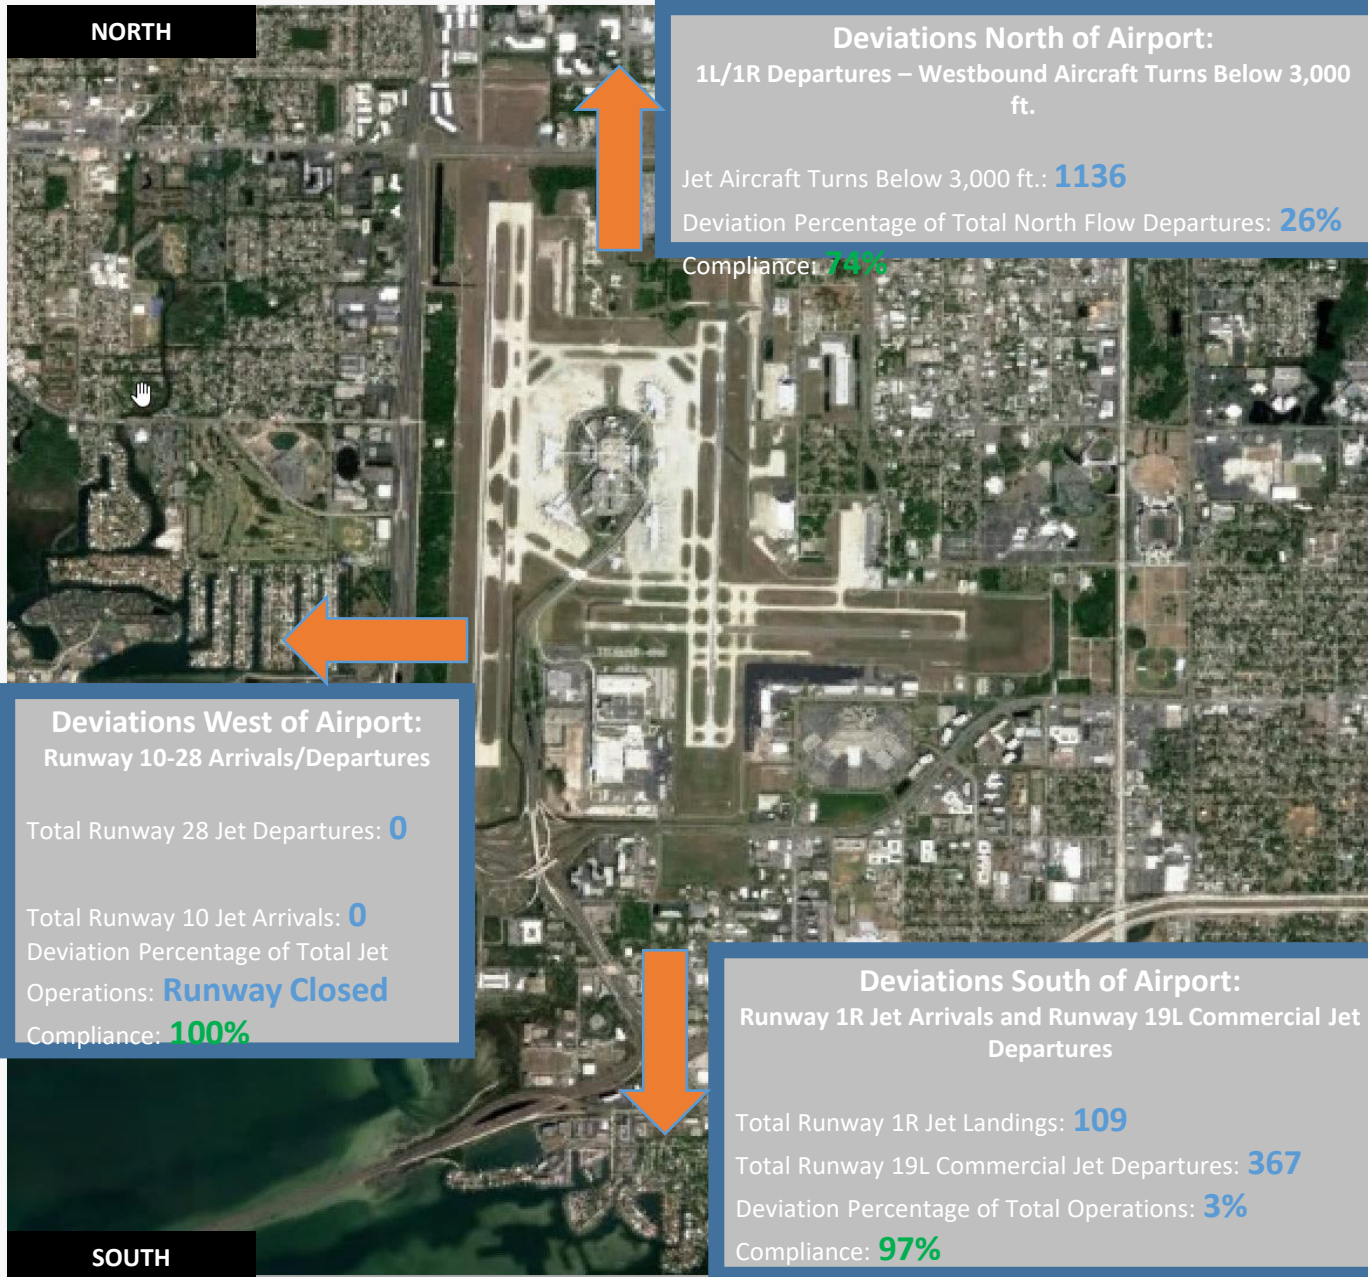 NORTH
Deviations North of Airport:
1L/1R Departures – Westbound Aircraft Turns Below 3,000
ft.
Jet Aircraft Turns Below 3,000 ft.: 1136
Deviation Percentage of Total North Flow Departures: 26%
Compliance: 74%
Deviations West of Airport:
Runway 10-28 Arrivals/Departures
Total Runway 28 Jet Departures: 0
Total Runway 10 Jet Arrivals: 0
Deviation Percentage of Total Jet
Operations: Runway Closed
Compliance: 100%
Deviations South of Airport:
Runway 1R Jet Arrivals and Runway 19L Commercial Jet
Departures
Total Runway 1R Jet Landings: 109
Total Runway 19L Commercial Jet Departures: 367
Deviation Percentage of Total Operations: 3%
Compliance: 97%
SOUTH